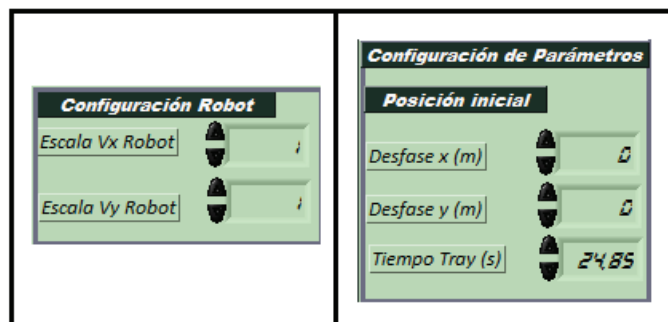 Configuración Robot
Escala Vx Robot
1
Escala Vy Robot
1
Configuración de Parámetros
Posición inicial
Desfase x (m)
0
Desfase y (m)
0
Tiempo Tray (s)
24,85